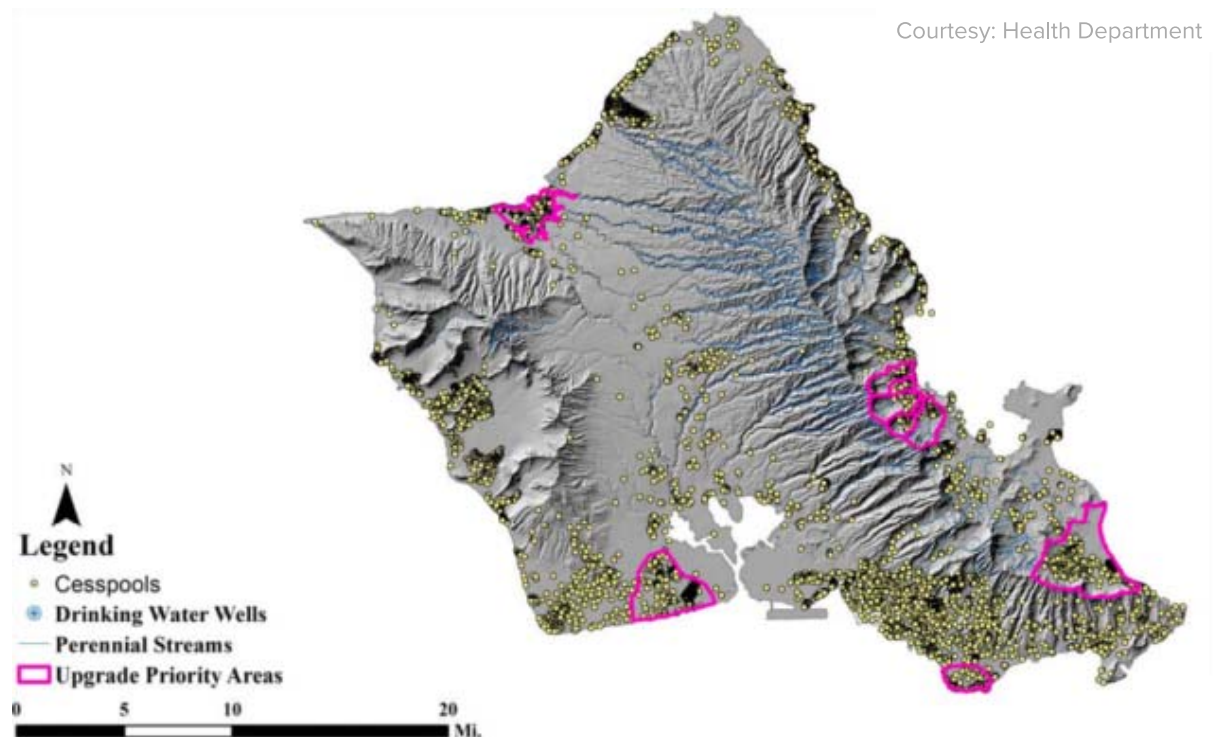 Courtesy: Health Department
N
Legend
Cesspools
Drinking Water Wells
Perennial Streams
Upgrade Priority Areas
0 5 10 20
Mi.